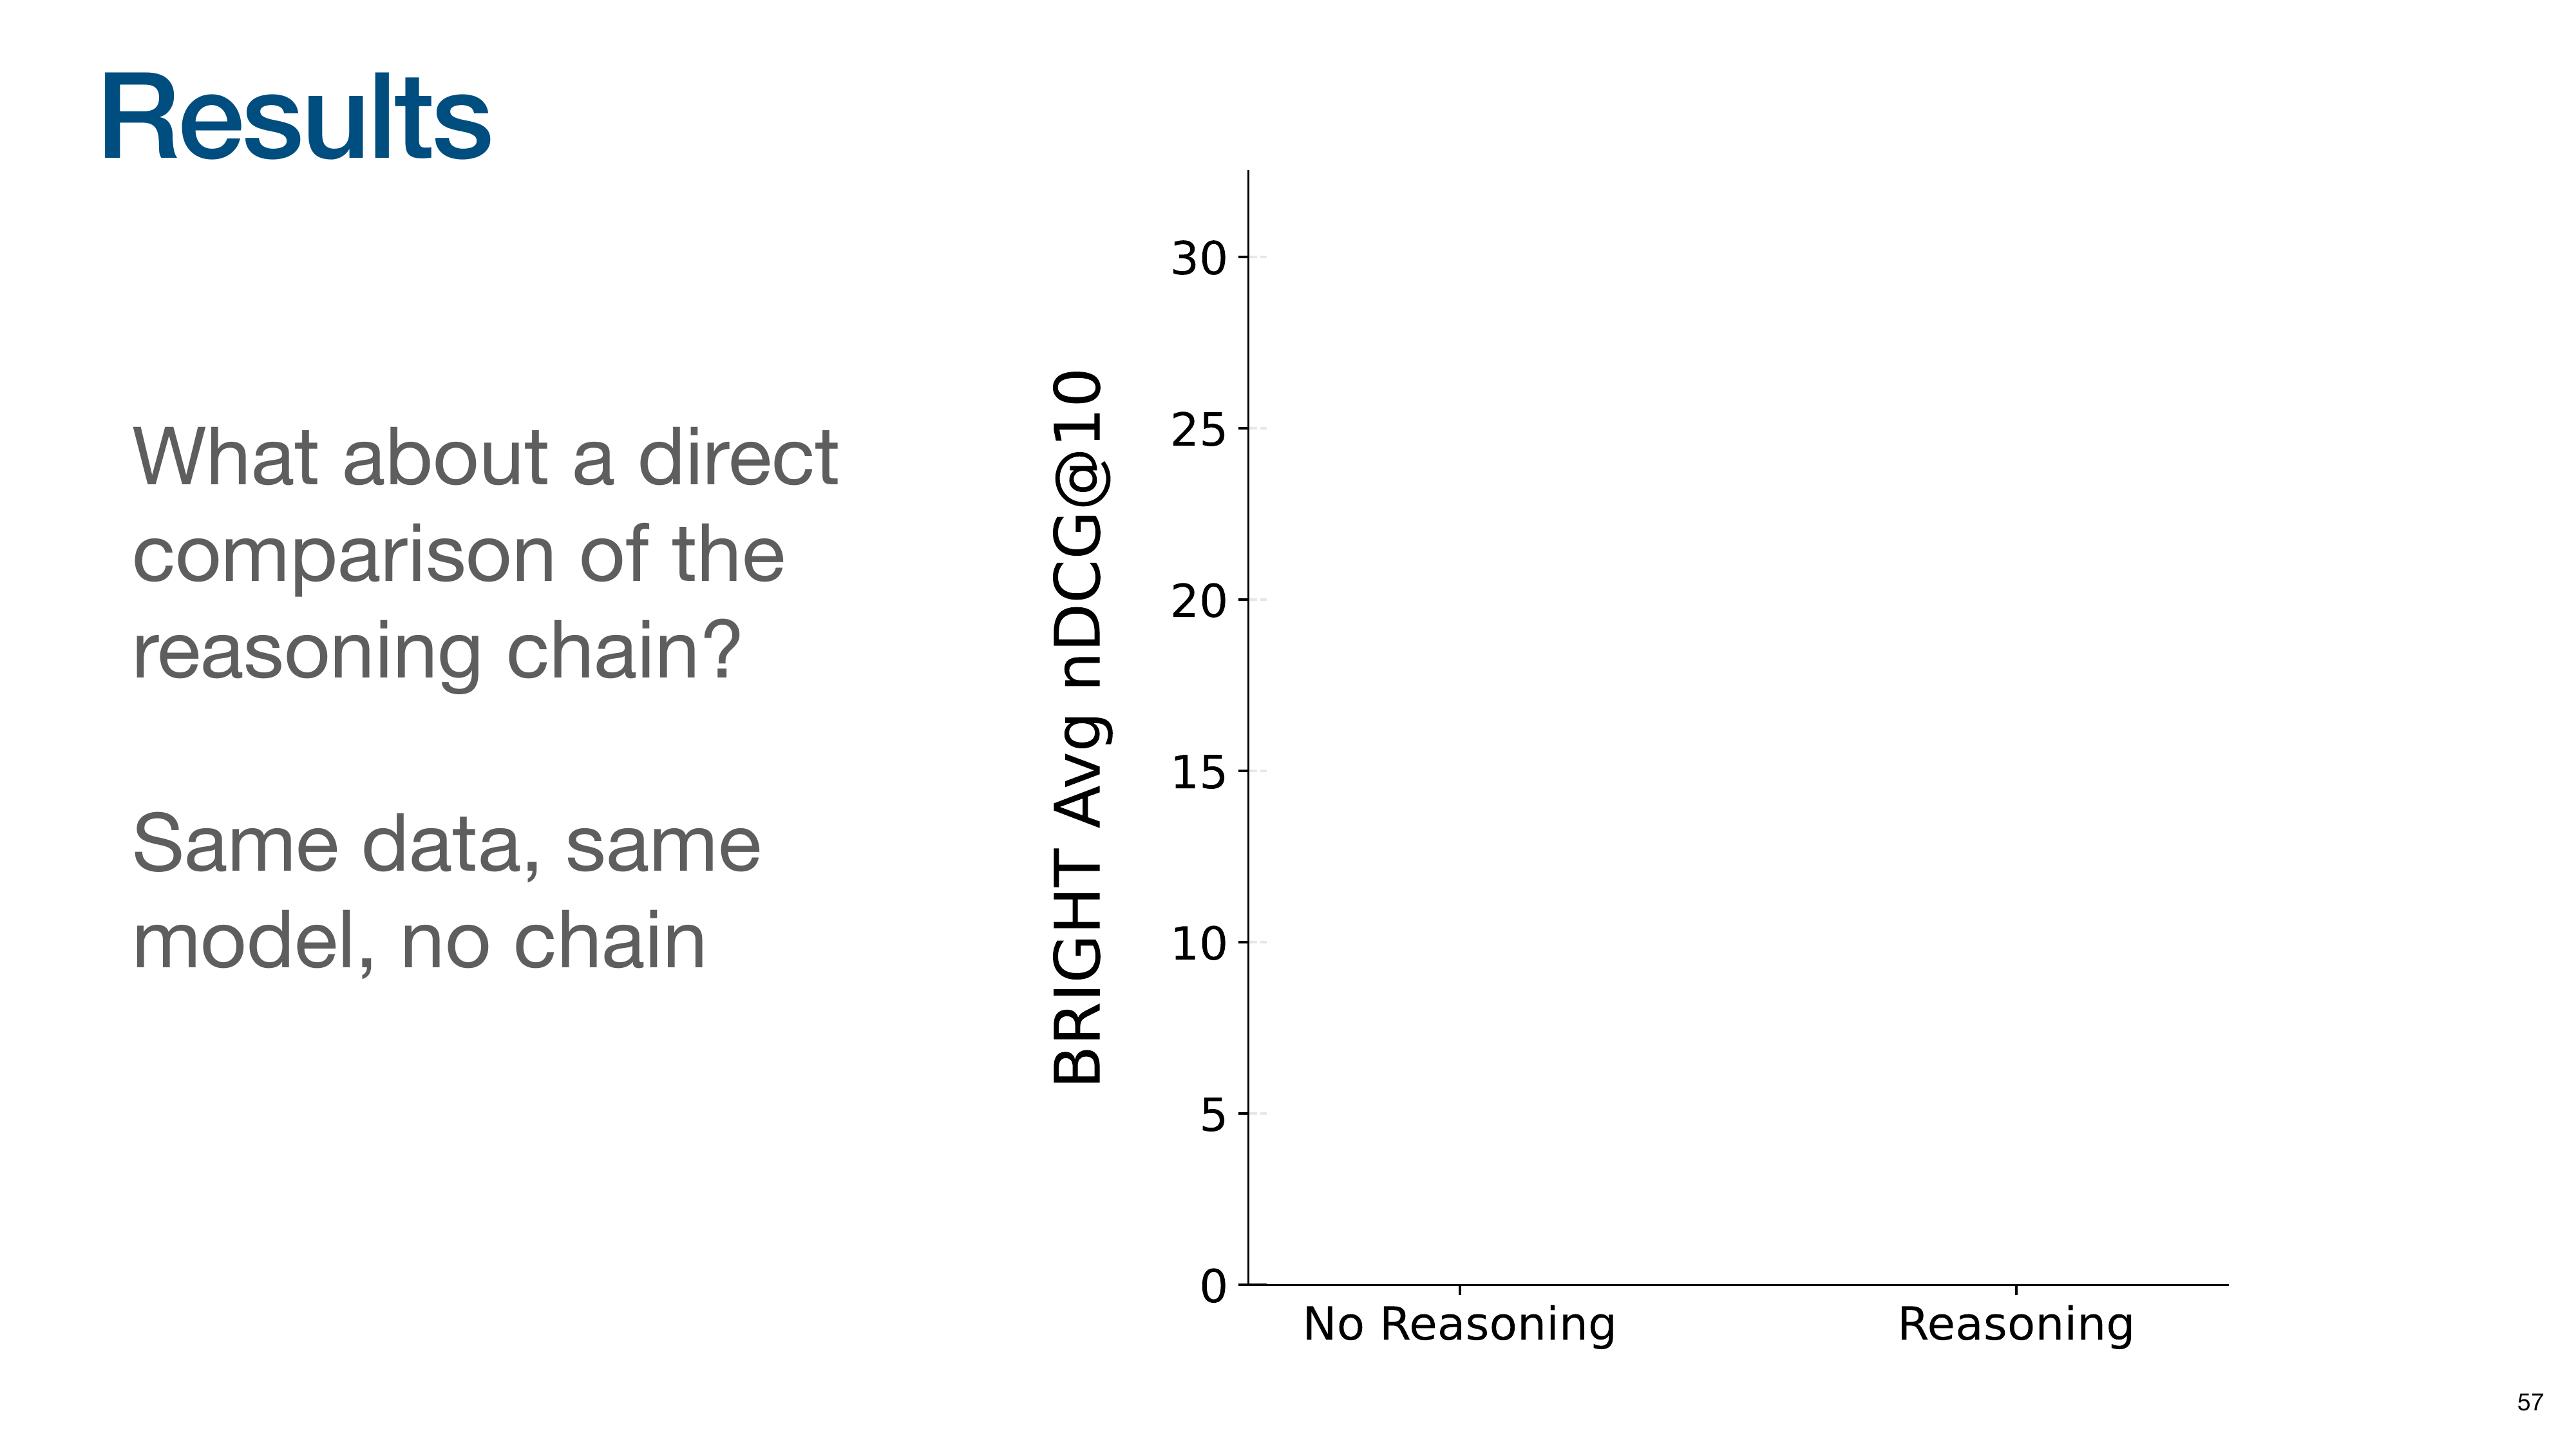 Results
What about a direct
comparison of the
reasoning chain?
Same data, same
model, no chain
BRIGHT Avg nDCG@10
30
25
20
15
10
5
0
No Reasoning
Reasoning
57